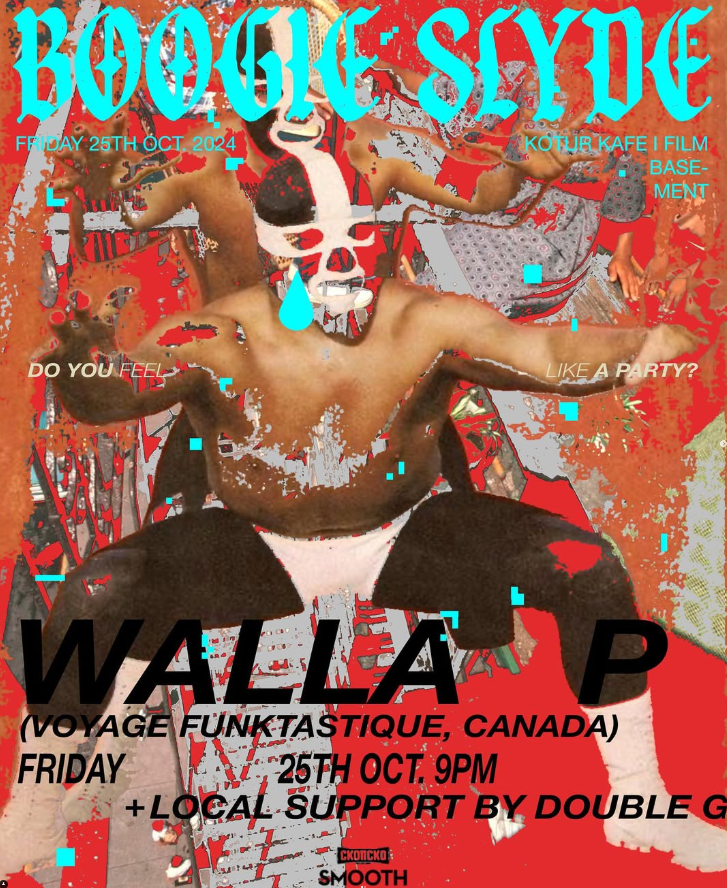 BOOGIE SLYDE
FRIDAY 25TH OCT. 2024
KOTUR KAFE I FILM
BASE-
MENT
DO YOU FEEL
LIKE A PARTY?
WALLA P
(VOYAGE FUNKTASTIQUE, CANADA)
FRIDAY 25TH OCT. 9PM
+LOCAL SUPPORT BY DOUBLE G
СКОПСКО
SMOOTH